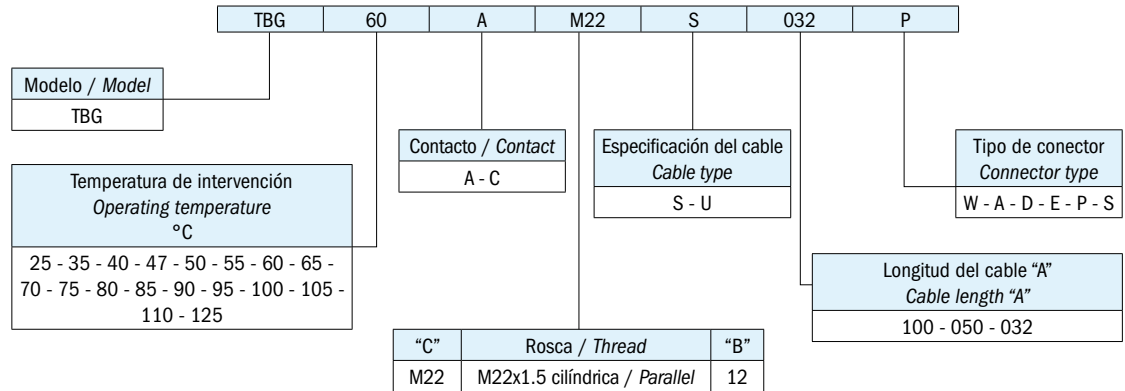 TBG 60 A M22 S 032 P
Modelo / Model
TBG
Contacto / Contact
A - C
Especificación del cable
Cable type
S - U
Tipo de conector
Connector type
W - A - D - E - P - S
Temperatura de intervención
Operating temperature
°C
25 - 35 - 40 - 47 - 50 - 55 - 60 - 65 -
70 - 75 - 80 - 85 - 90 - 95 - 100 - 105 -
110 - 125
Longitud del cable “A”
Cable length “A”
100 - 050 - 032
“C” Rosca / Thread “B”
M22 M22x1.5 cilíndrica / Parallel 12